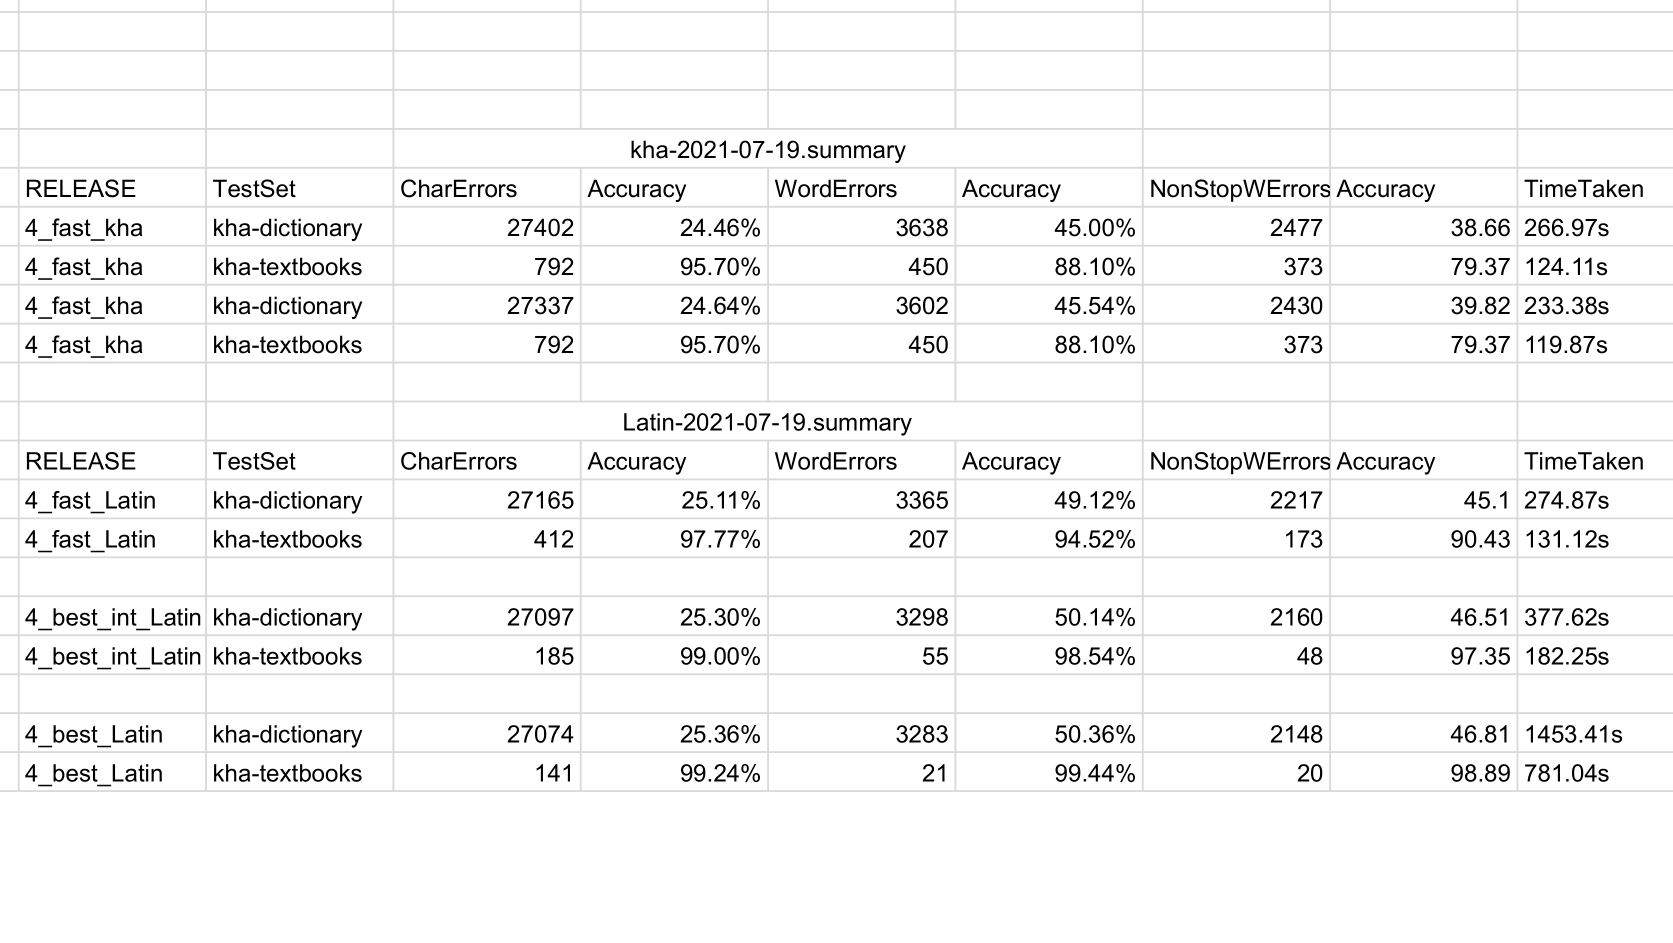 kha-2021-07-19.summary
RELEASE TestSet CharErrors Accuracy WordErrors Accuracy NonStopWErrors Accuracy TimeTaken
4_fast_kha kha-dictionary 27402 24.46% 3638 45.00% 2477 38.66 266.97s
4_fast_kha kha-textbooks 792 95.70% 450 88.10% 373 79.37 124.11s
4_fast_kha kha-dictionary 27337 24.64% 3602 45.54% 2430 39.82 233.38s
4_fast_kha kha-textbooks 792 95.70% 450 88.10% 373 79.37 119.87s
Latin-2021-07-19.summary
RELEASE TestSet CharErrors Accuracy WordErrors Accuracy NonStopWErrors Accuracy TimeTaken
4_fast_Latin kha-dictionary 27165 25.11% 3365 49.12% 2217 45.1 274.87s
4_fast_Latin kha-textbooks 412 97.77% 207 94.52% 173 90.43 131.12s
4_best_int_Latin kha-dictionary 27097 25.30% 3298 50.14% 2160 46.51 377.62s
4_best_int_Latin kha-textbooks 185 99.00% 55 98.54% 48 97.35 182.25s
4_best_Latin kha-dictionary 27074 25.36% 3283 50.36% 2148 46.81 1453.41s
4_best_Latin kha-textbooks 141 99.24% 21 99.44% 20 98.89 781.04s